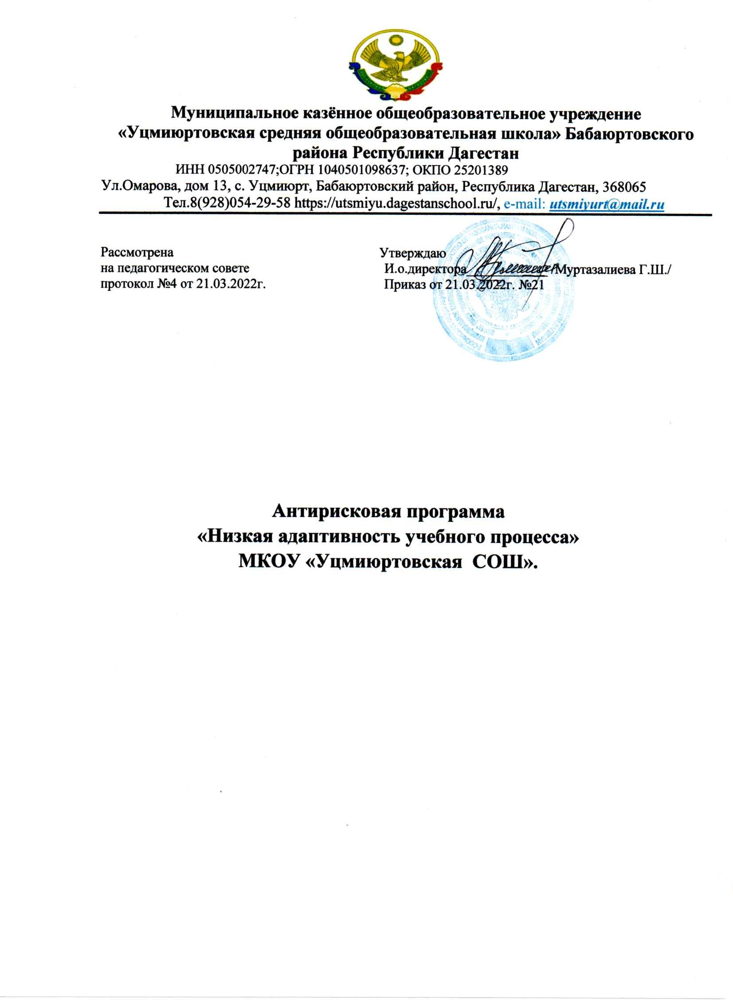 Муниципальное казённое общеобразовательное учреждение
«Уцмиюртовская средняя общеобразовательная школа» Бабаюртовского
района Республики Дагестан
ИНН 0505002747;ОГРН 1040501098637; ОКПО 25201389
Ул.Омарова, дом 13, с. Уцмиюрт, Бабаюртовский район, Республика Дагестан, 368065
Тел.8(928)054-29-58 https://utsmiyu.dagestanschool.ru/, e-mail: utsmiyurt@mail.ru
Рассмотрена
на педагогическом совете
протокол №4 от 21.03.2022г.
Утверждаю
И.о.директора /Муртазалиева Г.Ш./
Приказ от 21.03.2022г. №21
Антирисковая программа
«Низкая адаптивность учебного процесса»
МКОУ «Уцмиюртовская СОШ».